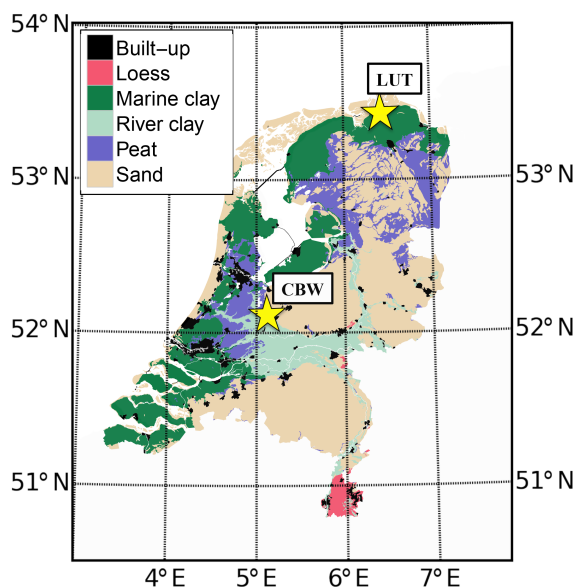 54° N
Built-up
Loess
Marine clay
River clay
Peat
Sand
LUT
53° N
53° N
CBW
52° N
52° N
51° N
51° N
4° E
5° E
6° E
7° E